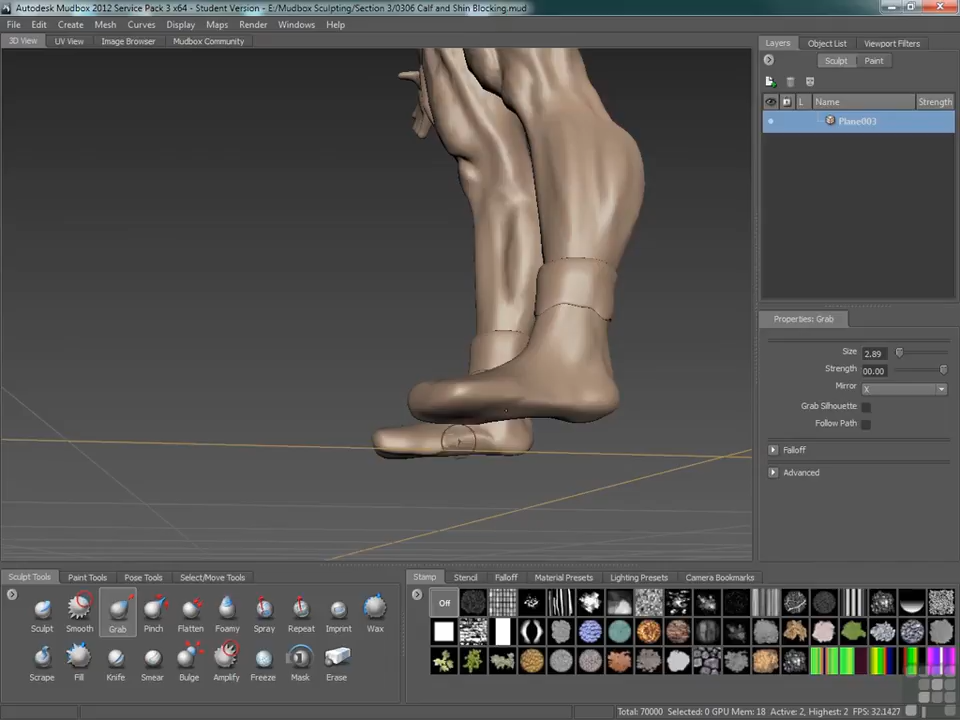 Autodesk Mudbox 2012 Service Pack 3 x64 - Student Version - E:/Mudbox Sculpting/Section 3/0306 Calf and Shin Blocking.mud
File Edit Create Mesh Curves Display Maps Render Windows Help
3D View UV View Image Browser Mudbox Community
Layers Object List Viewport Filters
Sculpt Paint
L Name Strength
Plane003
Properties: Grab
Size 2.89
Strength 00.00
Mirror X
Grab Silhouette
Follow Path
Falloff
Advanced
Sculpt Tools Paint Tools Pose Tools Select/Move Tools
Stamp Stencil Falloff Material Presets Lighting Presets Camera Bookmarks
Off
Sculpt Smooth Grab Pinch Flatten Foamy Spray Repeat Imprint Wax
Scrape Fill Knife Smear Bulge Amplify Freeze Mask Erase
Total: 70000 Selected: 0 GPU Mem: 18 Active: 2, Highest: 2 FPS: 32.1427